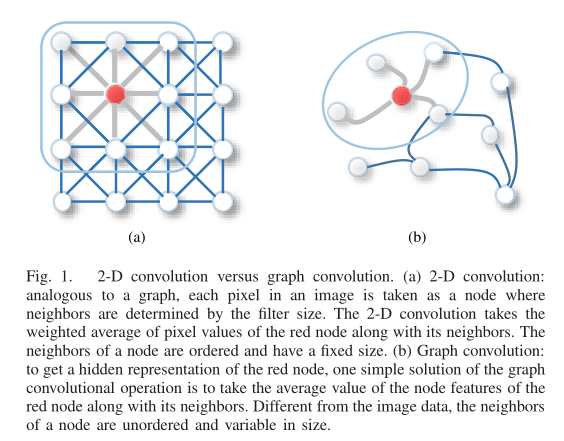 (a)
(b)
Fig. 1. 2-D convolution versus graph convolution. (a) 2-D convolution:
analogous to a graph, each pixel in an image is taken as a node where
neighbors are determined by the filter size. The 2-D convolution takes the
weighted average of pixel values of the red node along with its neighbors. The
neighbors of a node are ordered and have a fixed size. (b) Graph convolution:
to get a hidden representation of the red node, one simple solution of the graph
convolutional operation is to take the average value of the node features of the
red node along with its neighbors. Different from the image data, the neighbors
of a node are unordered and variable in size.